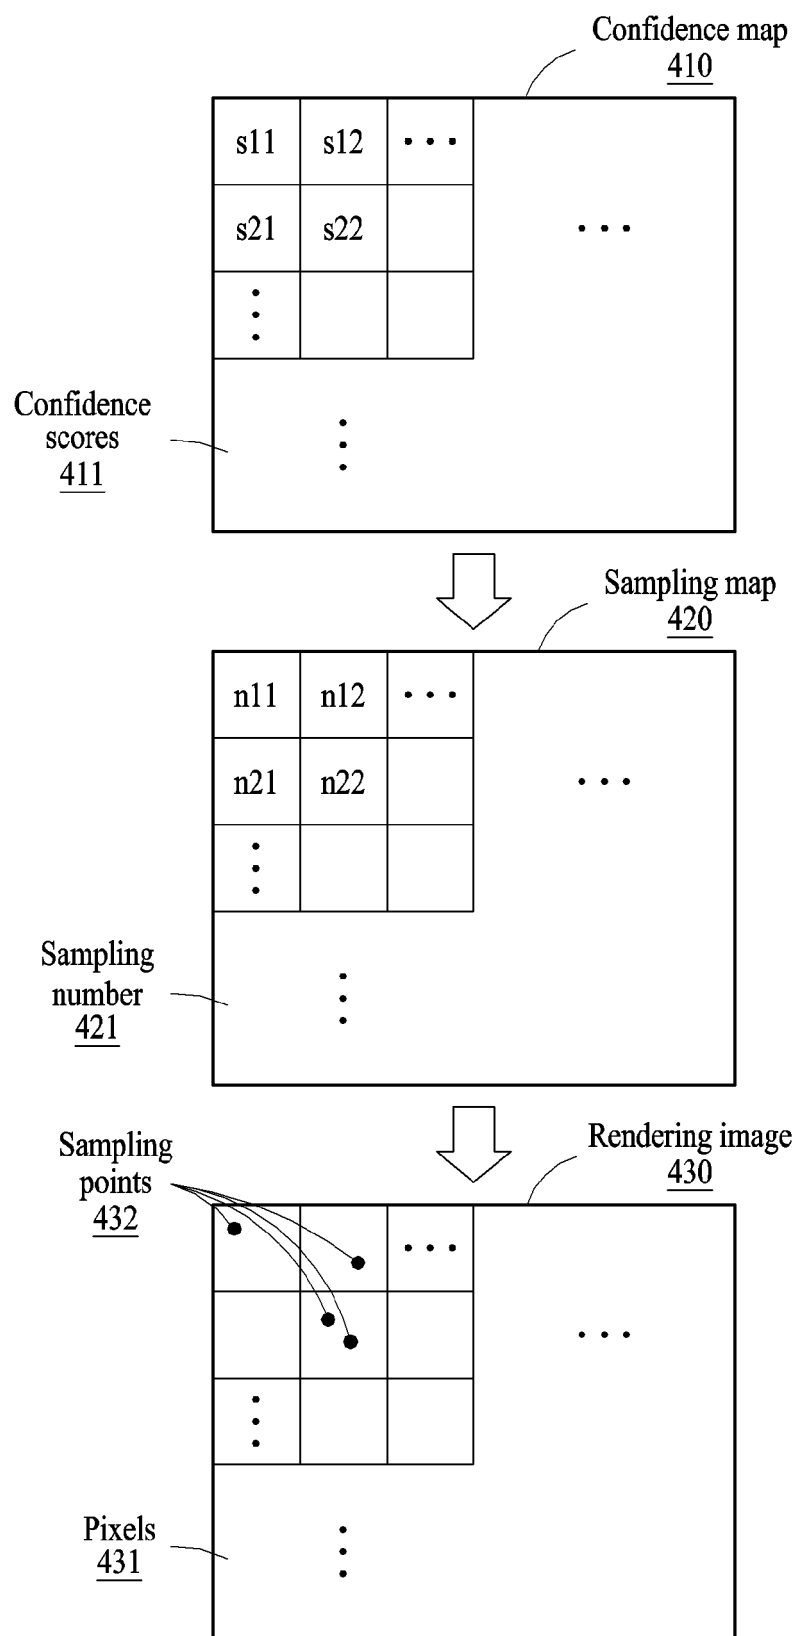 Confidence map
410
s11 s12 ...
s21 s22
...
Confidence
scores
411
Sampling map
420
n11 n12 ...
n21 n22
...
Sampling
number
421
Rendering image
430
Sampling
points
432
...
Pixels
431